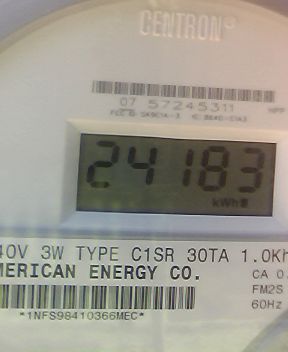 CENTRON®
07 57245311
24183
kWh
40V 3W TYPE C1SR 30TA 1.0Kh
MERICAN ENERGY CO.
CA 0.
FM2S
60Hz
*1NFS98410366MEC*